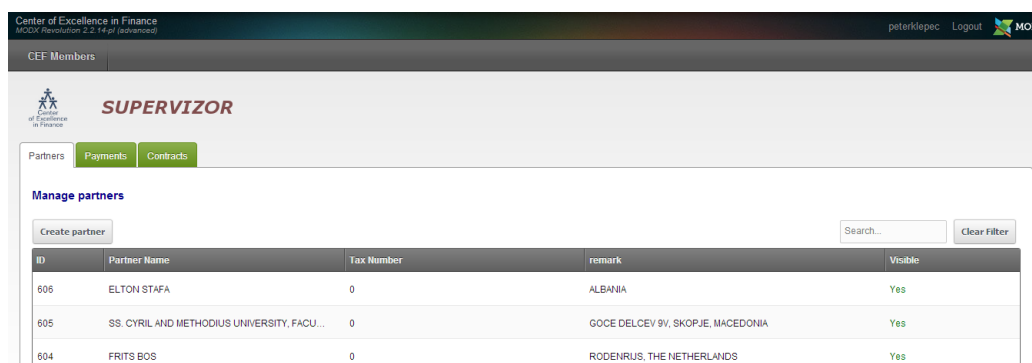 Center of Excellence in Finance
MODX Revolution 2.2.14-pl (advanced)
peterklepec Logout MO
CEF Members
Center
of Excellence
in Finance
SUPERVIZOR
Partners Payments Contracts
Manage partners
Create partner Search... Clear Filter
ID Partner Name Tax Number remark Visible
606 ELTON STAFA 0 ALBANIA Yes
605 SS. CYRIL AND METHODIUS UNIVERSITY, FACU... 0 GOCE DELCEV 9V, SKOPJE, MACEDONIA Yes
604 FRITS BOS 0 RODENRIJS, THE NETHERLANDS Yes